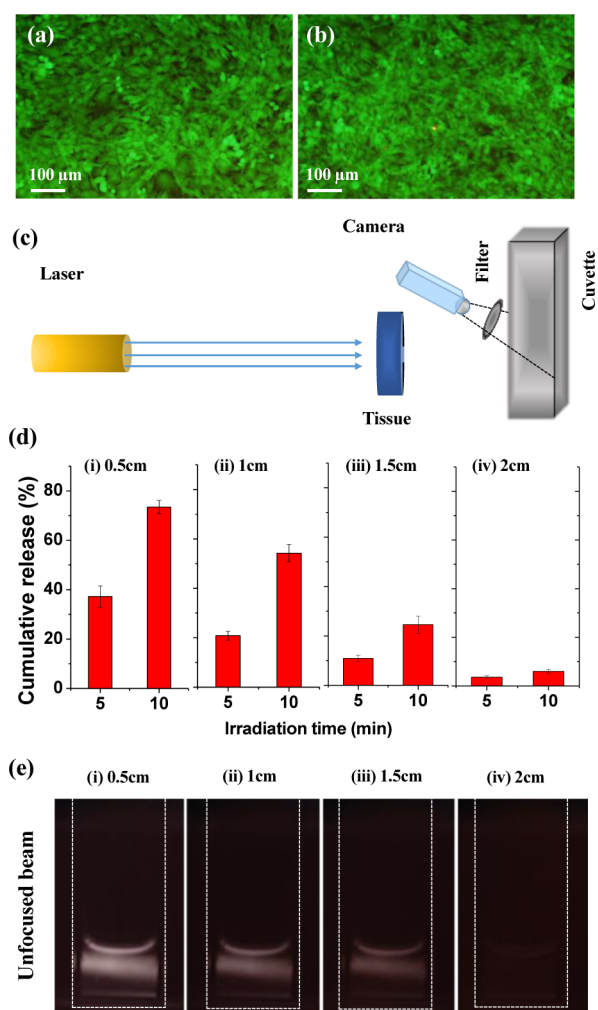 (a)
(b)
100 µm
100 µm
(c)
Camera
Laser
Filter
Cuvette
Tissue
(d)
(i) 0.5cm
(ii) 1cm
(iii) 1.5cm
(iv) 2cm
Cumulative release (%)
80
60
40
20
0
5 10
5 10
5 10
5 10
Irradiation time (min)
(e)
(i) 0.5cm
(ii) 1cm
(iii) 1.5cm
(iv) 2cm
Unfocused beam